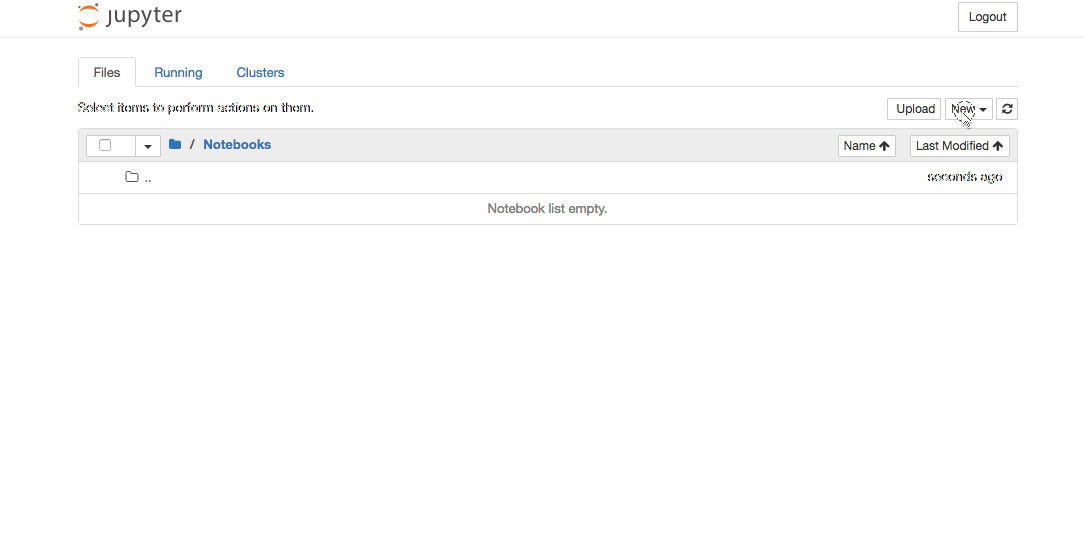 jupyter
Logout
Files Running Clusters
Select items to perform actions on them.
Upload New
/ Notebooks
Name Last Modified
.. seconds ago
Notebook list empty.